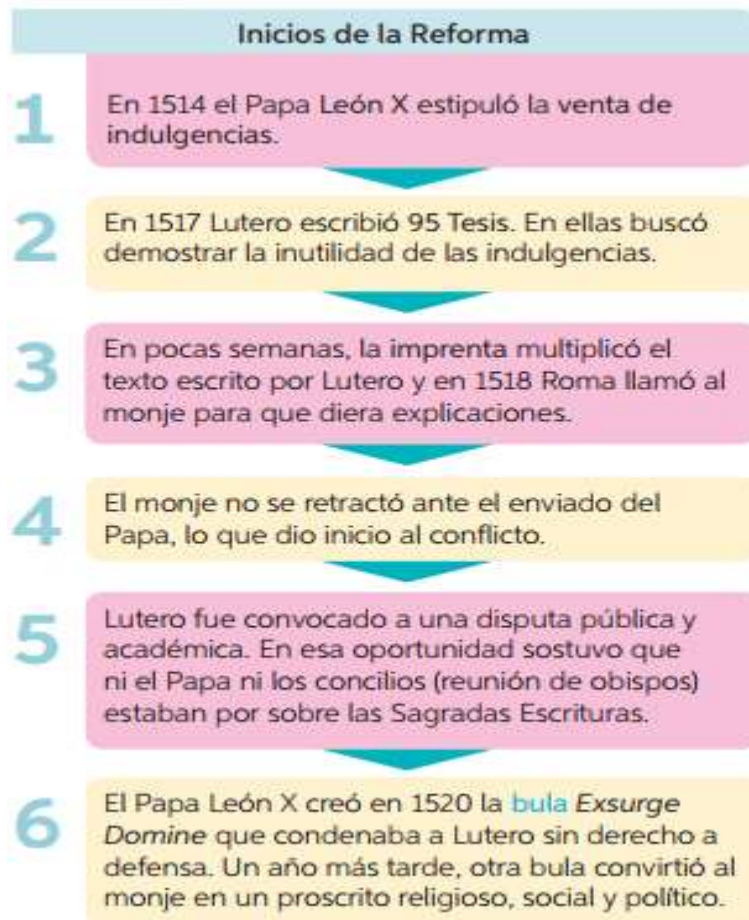 Inicios de la Reforma
1
En 1514 el Papa León X estipuló la venta de
indulgencias.
2
En 1517 Lutero escribió 95 Tesis. En ellas buscó
demostrar la inutilidad de las indulgencias.
3
En pocas semanas, la imprenta multiplicó el
texto escrito por Lutero y en 1518 Roma llamó al
monje para que diera explicaciones.
4
El monje no se retractó ante el enviado del
Papa, lo que dio inicio al conflicto.
5
Lutero fue convocado a una disputa pública y
académica. En esa oportunidad sostuvo que
ni el Papa ni los concilios (reunión de obispos)
estaban por sobre las Sagradas Escrituras.
6
El Papa León X creó en 1520 la bula Exsurge
Domine que condenaba a Lutero sin derecho a
defensa. Un año más tarde, otra bula convirtió al
monje en un proscrito religioso, social y político.